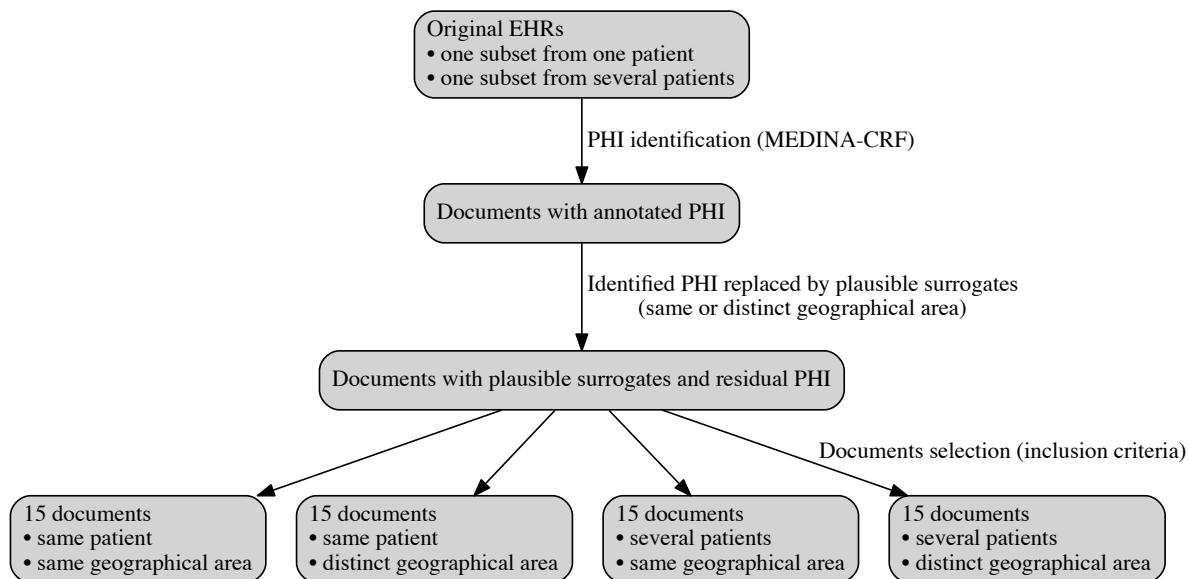 Original EHRs
• one subset from one patient
• one subset from several patients
PHI identification (MEDINA-CRF)
Documents with annotated PHI
Identified PHI replaced by plausible surrogates
(same or distinct geographical area)
Documents with plausible surrogates and residual PHI
Documents selection (inclusion criteria)
15 documents
• same patient
• same geographical area
15 documents
• same patient
• distinct geographical area
15 documents
• several patients
• same geographical area
15 documents
• several patients
• distinct geographical area